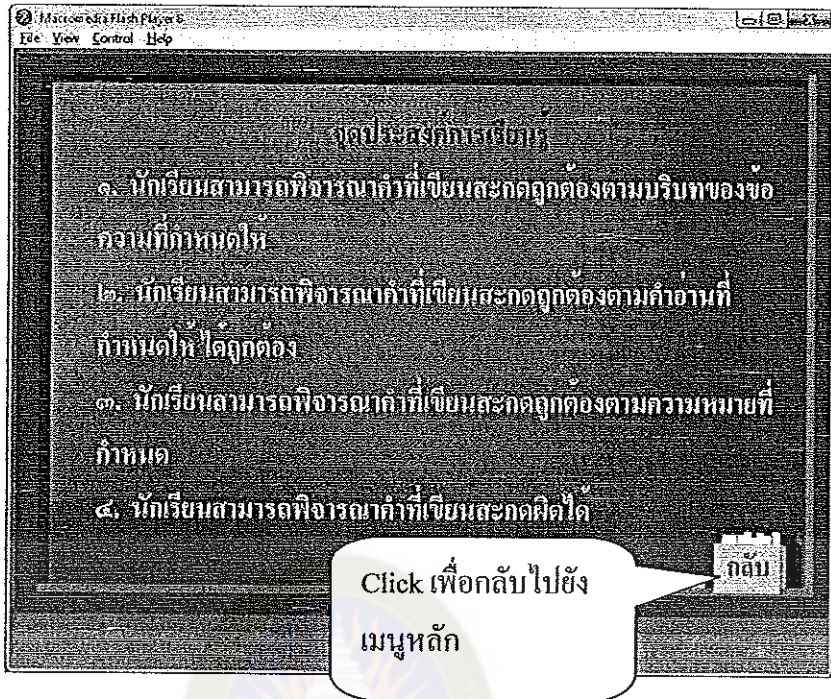 Macromedia Flash Player 6
File View Control Help
จุดประสงค์การเรียนรู้
๑. นักเรียนสามารถพิจารณาคำที่เขียนสะกดถูกต้องตามบริบทของข้อ
ความที่กำหนดให้
๒. นักเรียนสามารถพิจารณาคำที่เขียนสะกดถูกต้องตามคำอ่านที่
กำหนดให้ ได้ถูกต้อง
๓. นักเรียนสามารถพิจารณาคำที่เขียนสะกดถูกต้องตามความหมายที่
กำหนด
๔. นักเรียนสามารถพิจารณาคำที่เขียนสะกดผิดได้
กลับ
Click เพื่อกลับไปยัง
เมนูหลัก